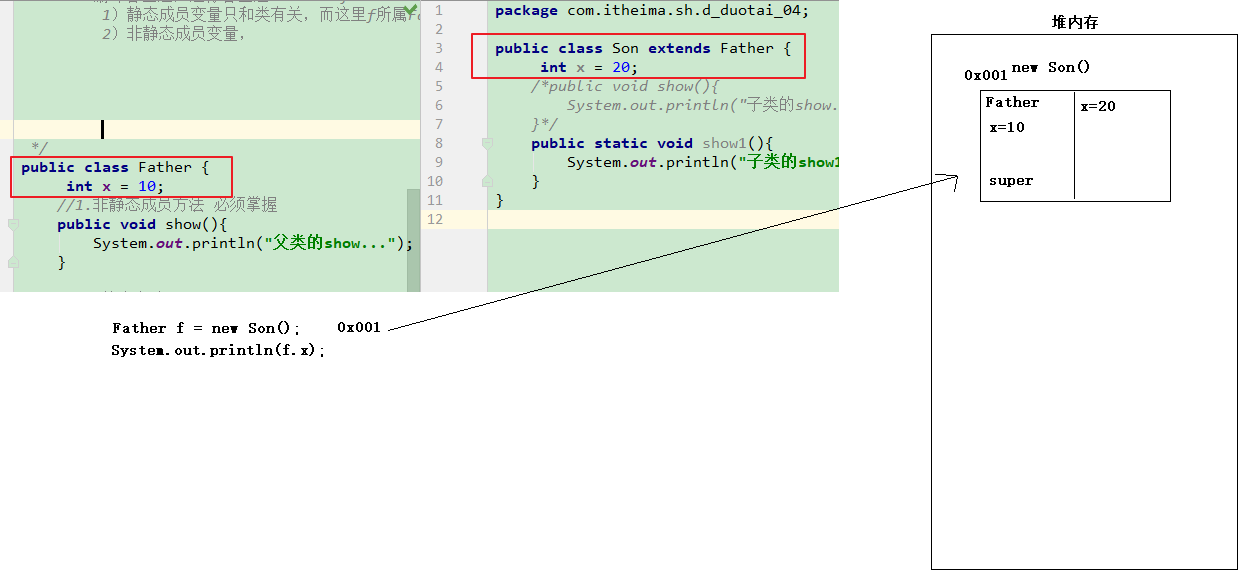 1）静态成员变量只和类有关，而这里f所属
2）非静态成员变量，
*/
public class Father {
int x = 10;
//1.非静态成员方法 必须掌握
public void show(){
System.out.println("父类的show...");
}
1
2
3
4
5
6
7
8
9
10
11
12
package com.itheima.sh.d_duotai_04;
public class Son extends Father {
int x = 20;
/*public void show(){
System.out.println("子类的show.
}*/
public static void show1(){
System.out.println("子类的show1
}
}
堆内存
0x001
new Son()
Father
x=10
super
x=20
Father f = new Son(); 0x001
System.out.println(f.x);